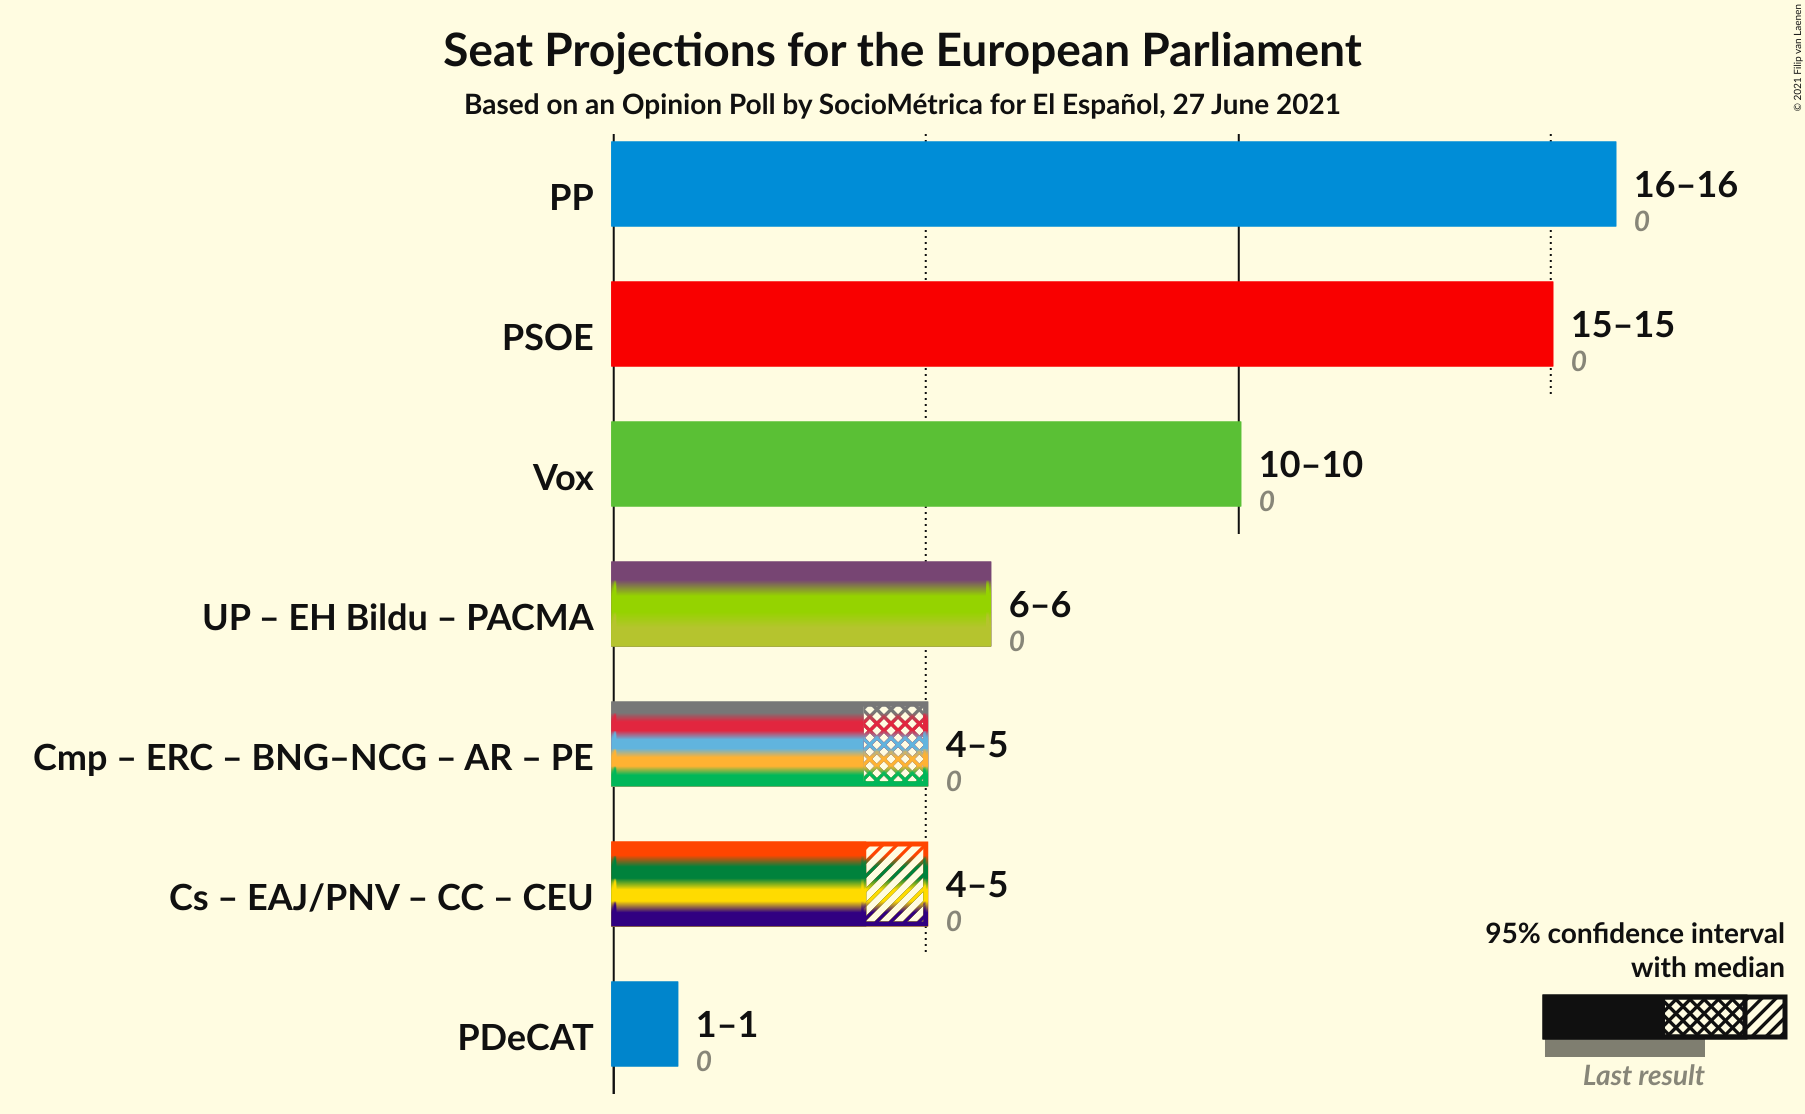 Seat Projections for the European Parliament
Based on an Opinion Poll by SocioMétrica for El Español, 27 June 2021
© 2021 Filip van Laenen
PP
16–16
0
PSOE
15–15
0
Vox
10–10
0
UP – EH Bildu – PACMA
6–6
0
Cmp – ERC – BNG–NCG – AR – PE
4–5
0
Cs – EAJ/PNV – CC – CEU
4–5
0
PDeCAT
1–1
0
95% confidence interval
with median
Last result